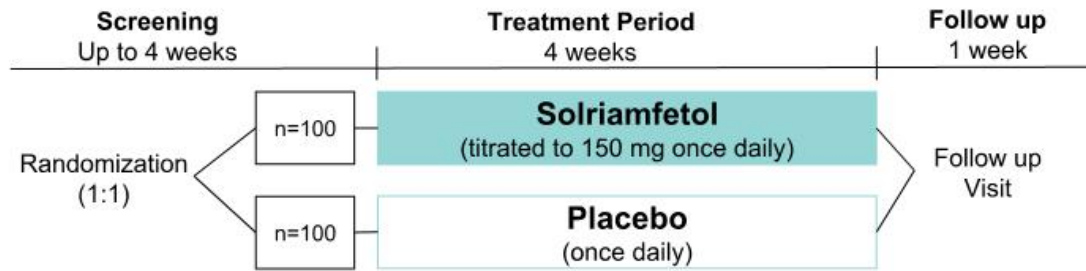 Screening
Up to 4 weeks
Treatment Period
4 weeks
Follow up
1 week
Randomization
(1:1)
n=100
Solriamfetol
(titrated to 150 mg once daily)
n=100
Placebo
(once daily)
Follow up
Visit